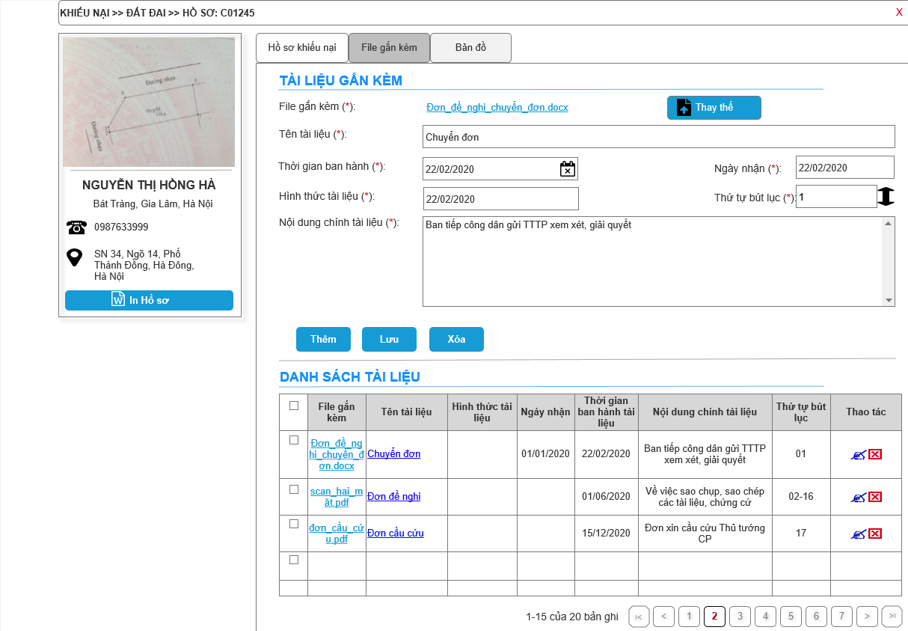 KHIẾU NẠI >> ĐẤT ĐAI >> HỒ SƠ: C01245
X
Đường nhựa
Đường nhựa
NGUYỄN THỊ HỒNG HÀ
Bát Tràng, Gia Lâm, Hà Nội
0987633999
SN 34, Ngõ 14, Phố
Thành Đồng, Hà Đông,
Hà Nội
In Hồ sơ
Hồ sơ khiếu nại
File gắn kèm
Bản đồ
TÀI LIỆU GẮN KÈM
File gắn kèm (*):
Đơn_đề_nghị_chuyển_đơn.docx
Thay thế
Tên tài liệu (*):
Chuyển đơn
Thời gian ban hành (*):
22/02/2020
Ngày nhận (*):
22/02/2020
Hình thức tài liệu (*):
22/02/2020
Thứ tự bút lục (*):
1
Nội dung chính tài liệu (*):
Ban tiếp công dân gửi TTTP xem xét, giải quyết
Thêm
Lưu
Xóa
DANH SÁCH TÀI LIỆU
File gắn
kèm
Tên tài liệu
Hình thức tài
liệu
Ngày nhận
Thời gian
ban hành tài
liệu
Nội dung chính tài liệu
Thứ tự bút
lục
Thao tác
Đơn_đề_ng
hị_chuyển_đ
ơn.docx
Chuyển đơn
01/01/2020
22/02/2020
Ban tiếp công dân gửi TTTP
xem xét, giải quyết
01
scan_hai_m
ặt.pdf
Đơn đề nghị
01/06/2020
Về việc sao chụp, sao chép
các tài liệu, chứng cứ
02-16
đơn_cầu_cứ
u.pdf
Đơn cầu cứu
15/12/2020
Đơn xin cầu cứu Thủ tướng
CP
17
1-15 của 20 bản ghi
|<
<
1
2
3
4
5
6
7
>
>|